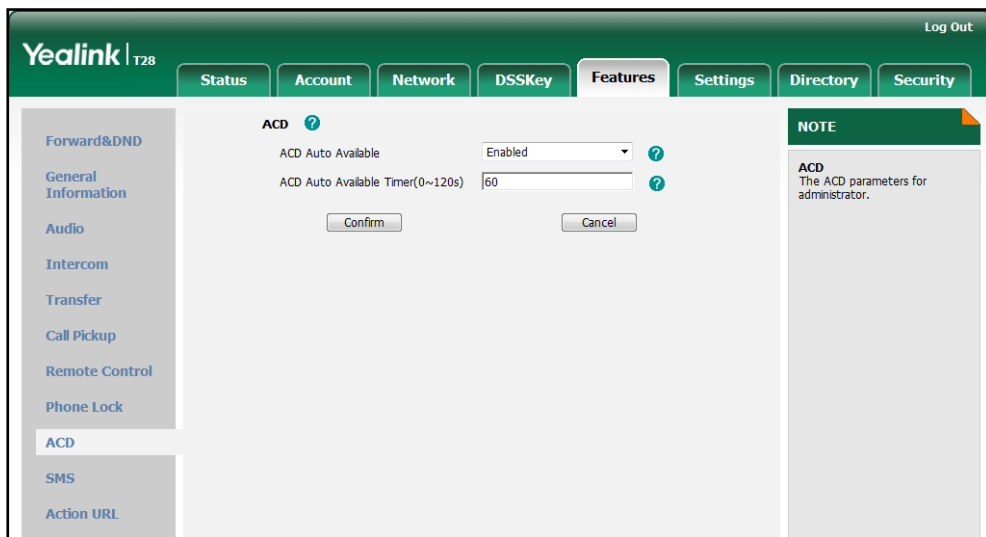 Log Out
Yealink | T28
Status Account Network DSSKey Features Settings Directory Security
Forward&DND
General
Information
Audio
Intercom
Transfer
Call Pickup
Remote Control
Phone Lock
ACD
SMS
Action URL
ACD ?
ACD Auto Available Enabled ?
ACD Auto Available Timer(0~120s) 60 ?
Confirm Cancel
NOTE
ACD
The ACD parameters for
administrator.